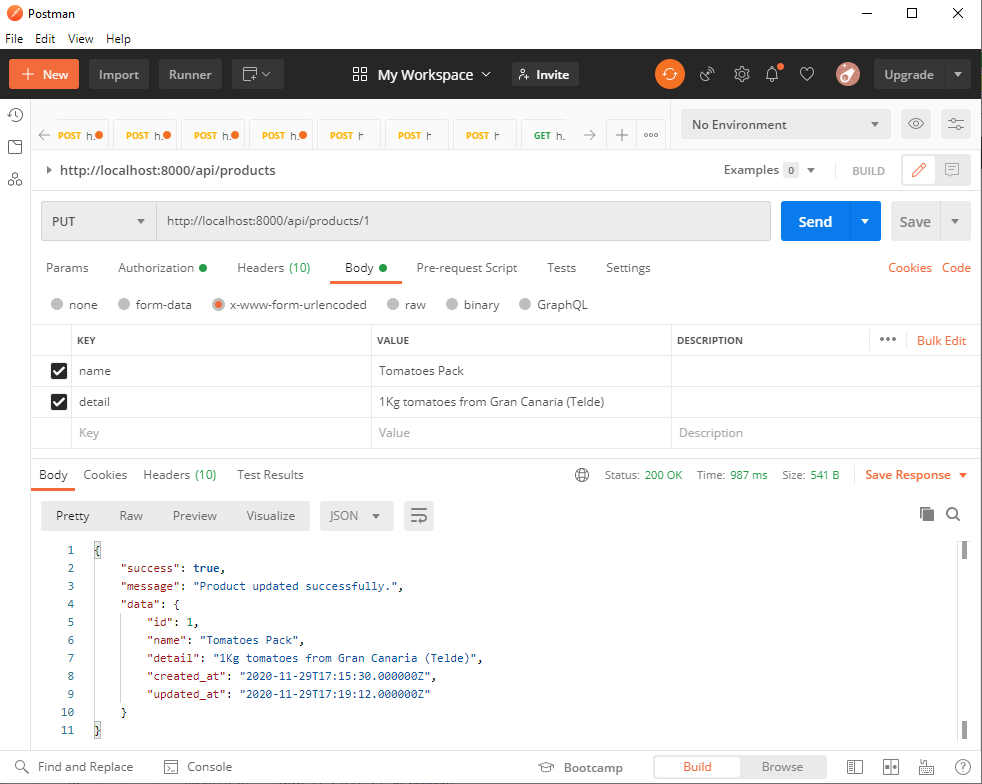 Postman
File Edit View Help
New Import Runner My Workspace Invite Upgrade
POST h. POST h. POST h. POST h. POST h POST h POST h GET h. No Environment
http://localhost:8000/api/products Examples 0 BUILD
PUT http://localhost:8000/api/products/1 Send Save
Params Authorization Headers (10) Body Pre-request Script Tests Settings Cookies Code
none form-data x-www-form-urlencoded raw binary GraphQL
KEY VALUE DESCRIPTION Bulk Edit
name Tomatoes Pack
detail 1Kg tomatoes from Gran Canaria (Telde)
Key Value Description
Body Cookies Headers (10) Test Results Status: 200 OK Time: 987 ms Size: 541 B Save Response
Pretty Raw Preview Visualize JSON
1 {
2 "success": true,
3 "message": "Product updated successfully.",
4 "data": {
5 "id": 1,
6 "name": "Tomatoes Pack",
7 "detail": "1Kg tomatoes from Gran Canaria (Telde)",
8 "created_at": "2020-11-29T17:15:30.000000Z",
9 "updated_at": "2020-11-29T17:19:12.000000Z"
10 }
11 }
Find and Replace Console Bootcamp Build Browse